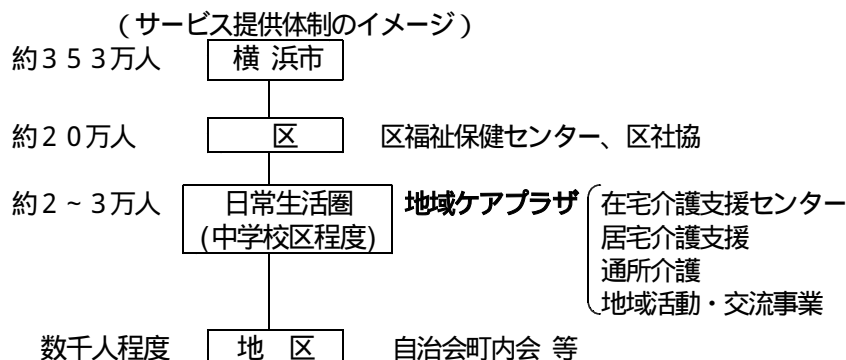 (サービス提供体制のイメージ)
約353万人 横 浜市
約20万人 区 区福祉保健センター、区社協
約2~3万人 日常生活圏 地域ケアプラザ 在宅介護支援センター
(中学校区程度) 居宅介護支援
通所介護
地域活動・交流事業
数千人程度 地 区 自治会町内会 等